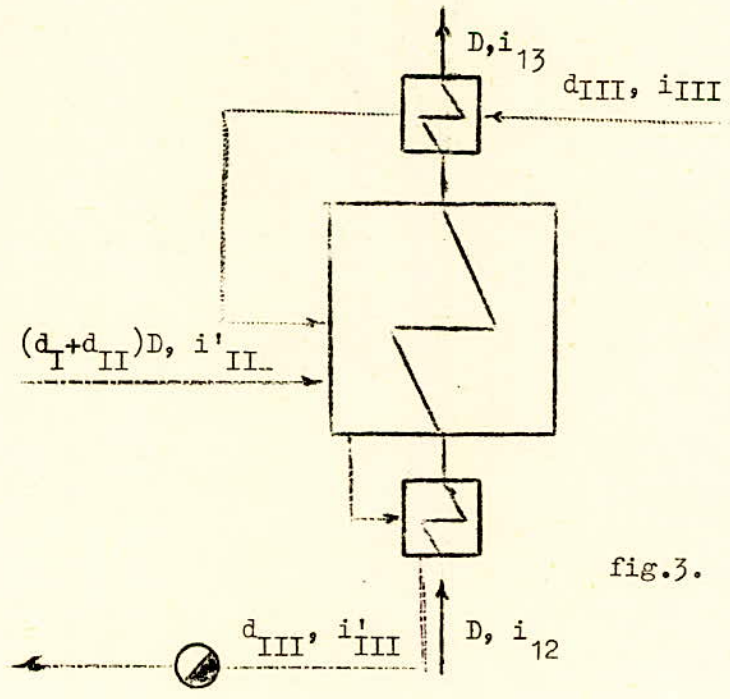 D, i13
dIII, iIII
(dI+dII)D, i'II
fig.3.
dIII, i'III
D, i12